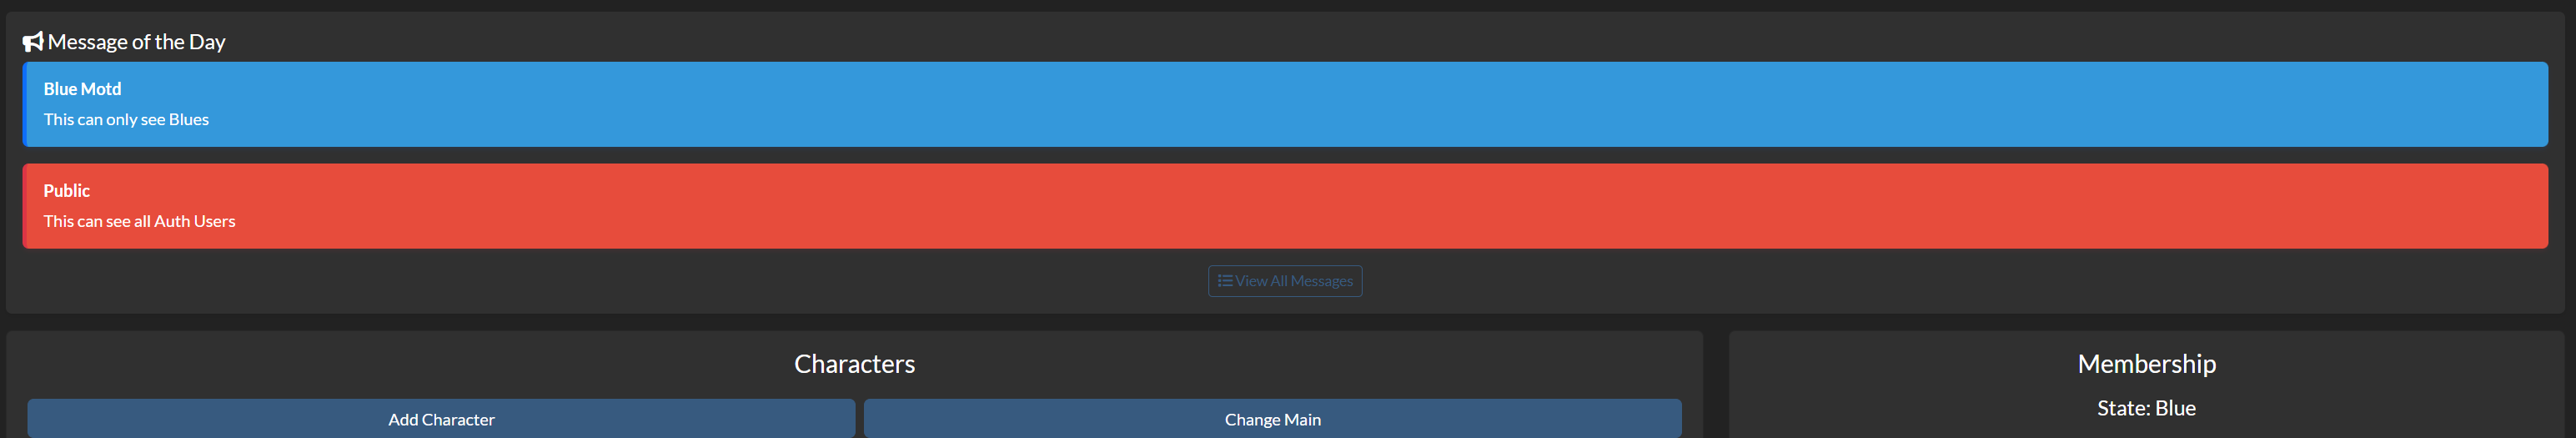 Message of the Day
Blue Motd
This can only see Blues
Public
This can see all Auth Users
View All Messages
Characters
Membership
State: Blue
Add Character
Change Main